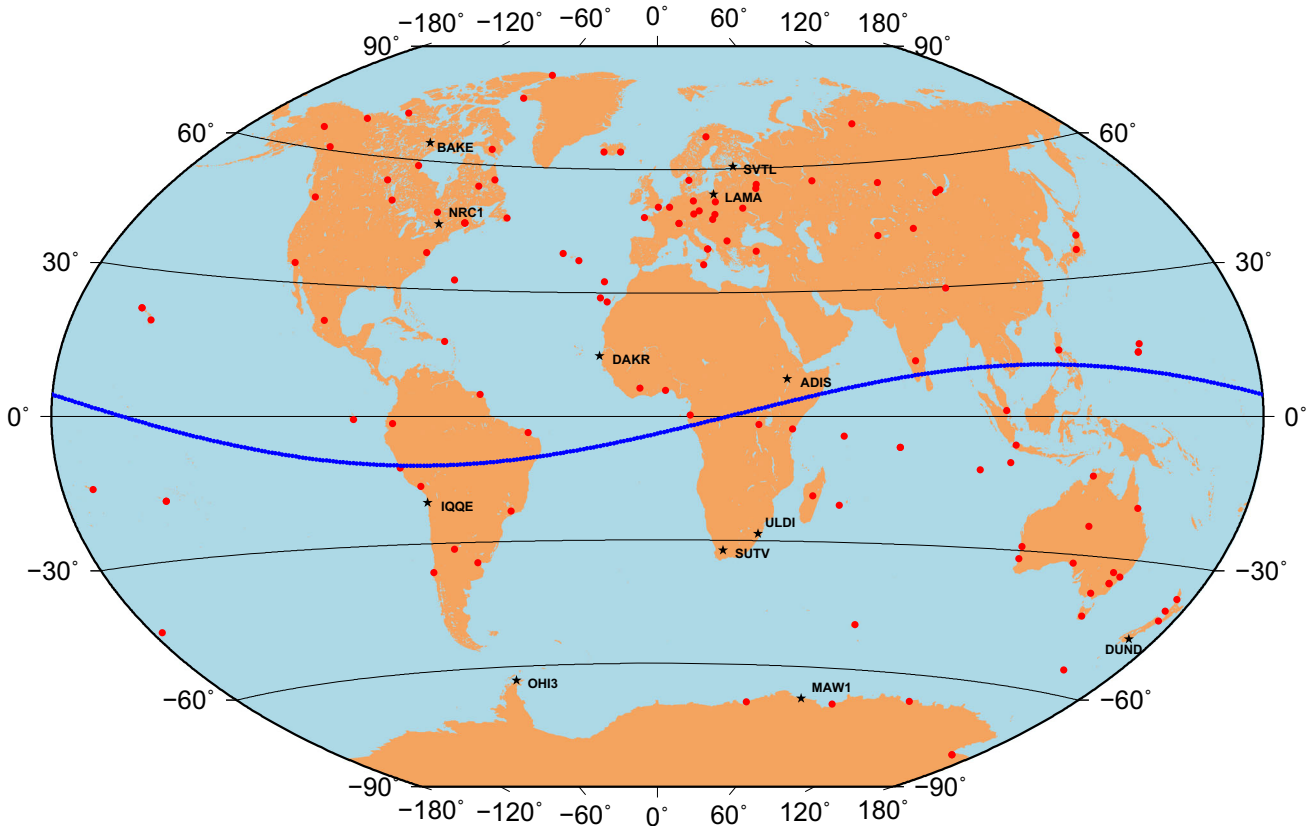 −60˚ 0˚ 60˚
−180˚ −120˚ 120˚ 180˚
90˚ 90˚
60˚ 60˚
BAKE
SVTL
LAMA
NRC1
30˚ 30˚
DAKR
ADIS
0˚ 0˚
IQQE
ULDI
SUTV
−30˚ −30˚
DUND
OHI3
MAW1
−60˚ −60˚
−90˚ −90˚
−180˚ −120˚ 120˚ 180˚
−60˚ 0˚ 60˚